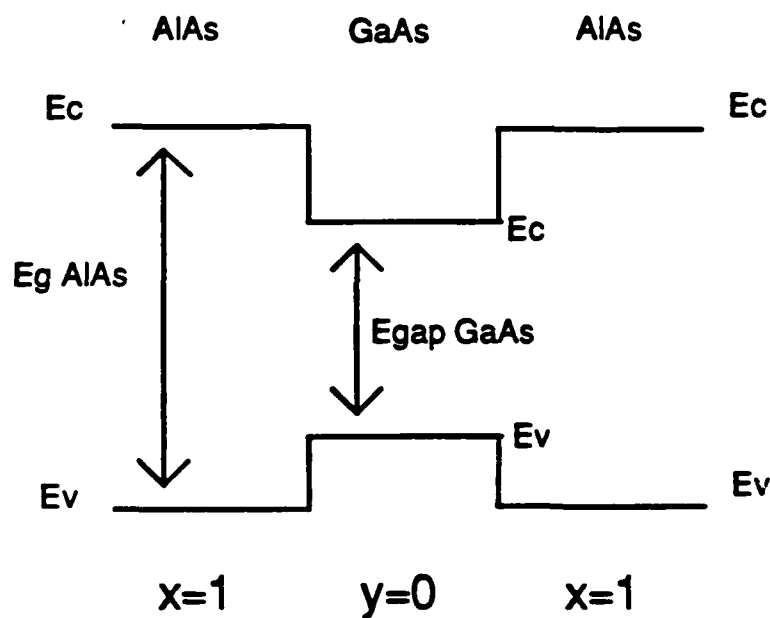 AlAs GaAs AlAs
Ec Ec
Ec
Eg AlAs
Egap GaAs
Ev
Ev Ev
x=1 y=0 x=1